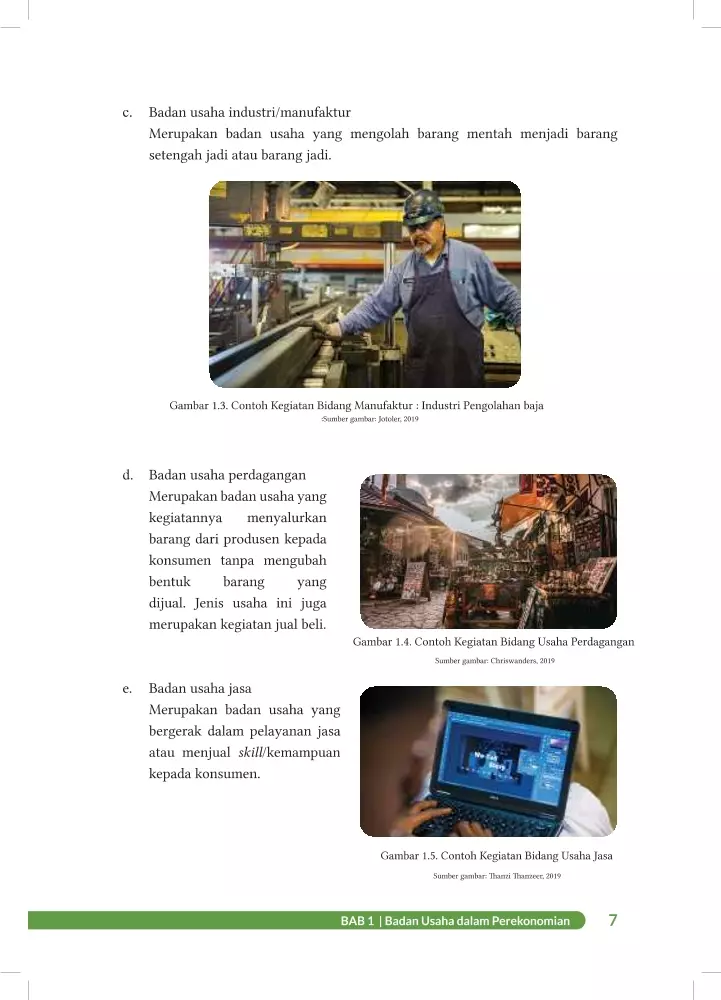 c. Badan usaha industri/manufaktur
Merupakan badan usaha yang mengolah barang mentah menjadi barang
setengah jadi atau barang jadi.
Gambar 1.3. Contoh Kegiatan Bidang Manufaktur : Industri Pengolahan baja
:Sumber gambar: Jotoler, 2019
d. Badan usaha perdagangan
Merupakan badan usaha yang
kegiatannya menyalurkan
barang dari produsen kepada
konsumen tanpa mengubah
bentuk barang yang
dijual. Jenis usaha ini juga
merupakan kegiatan jual beli.
Gambar 1.4. Contoh Kegiatan Bidang Usaha Perdagangan
Sumber gambar: Chriswanders, 2019
e. Badan usaha jasa
Merupakan badan usaha yang
bergerak dalam pelayanan jasa
atau menjual skill/kemampuan
kepada konsumen.
Gambar 1.5. Contoh Kegiatan Bidang Usaha Jasa
Sumber gambar: Thanzi Thanzeer, 2019
BAB 1 | Badan Usaha dalam Perekonomian 7